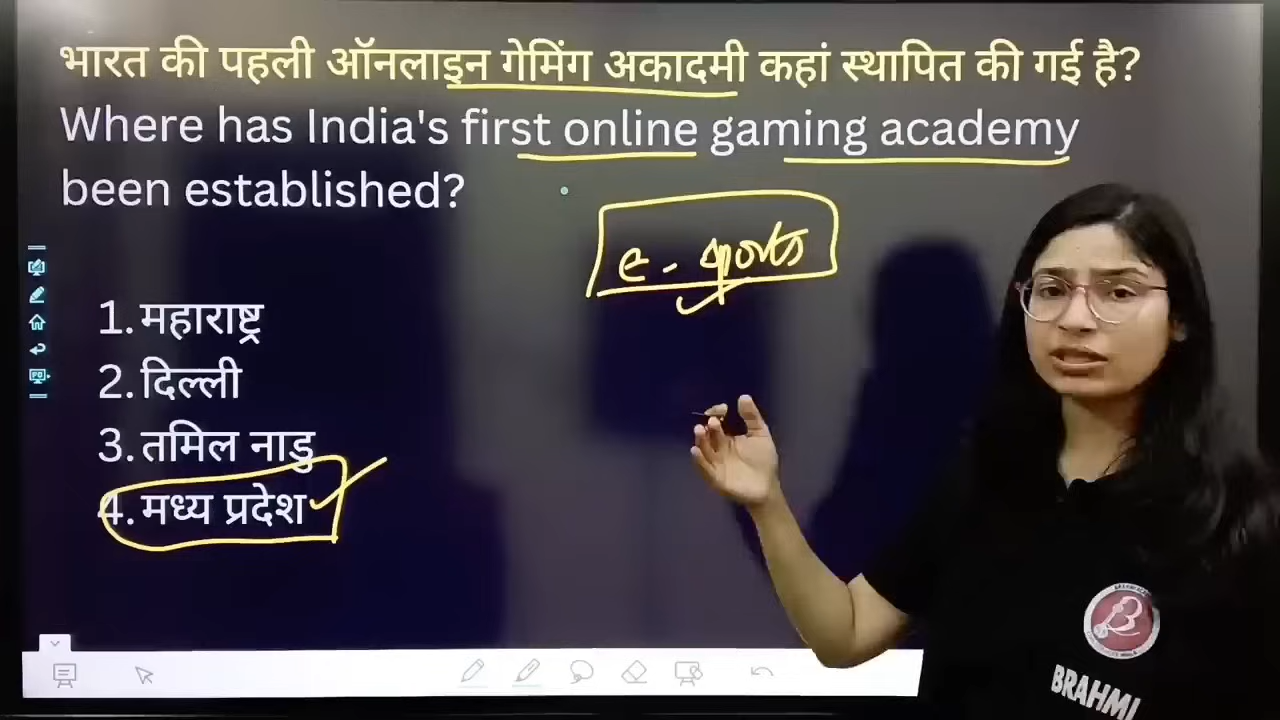 भारत की पहली ऑनलाइन गेमिंग अकादमी कहां स्थापित की गई है?
Where has India's first online gaming academy
been established?
e-sports
1. महाराष्ट्र
2. दिल्ली
3. तमिल नाडु
4. मध्य प्रदेश
BRAHMI